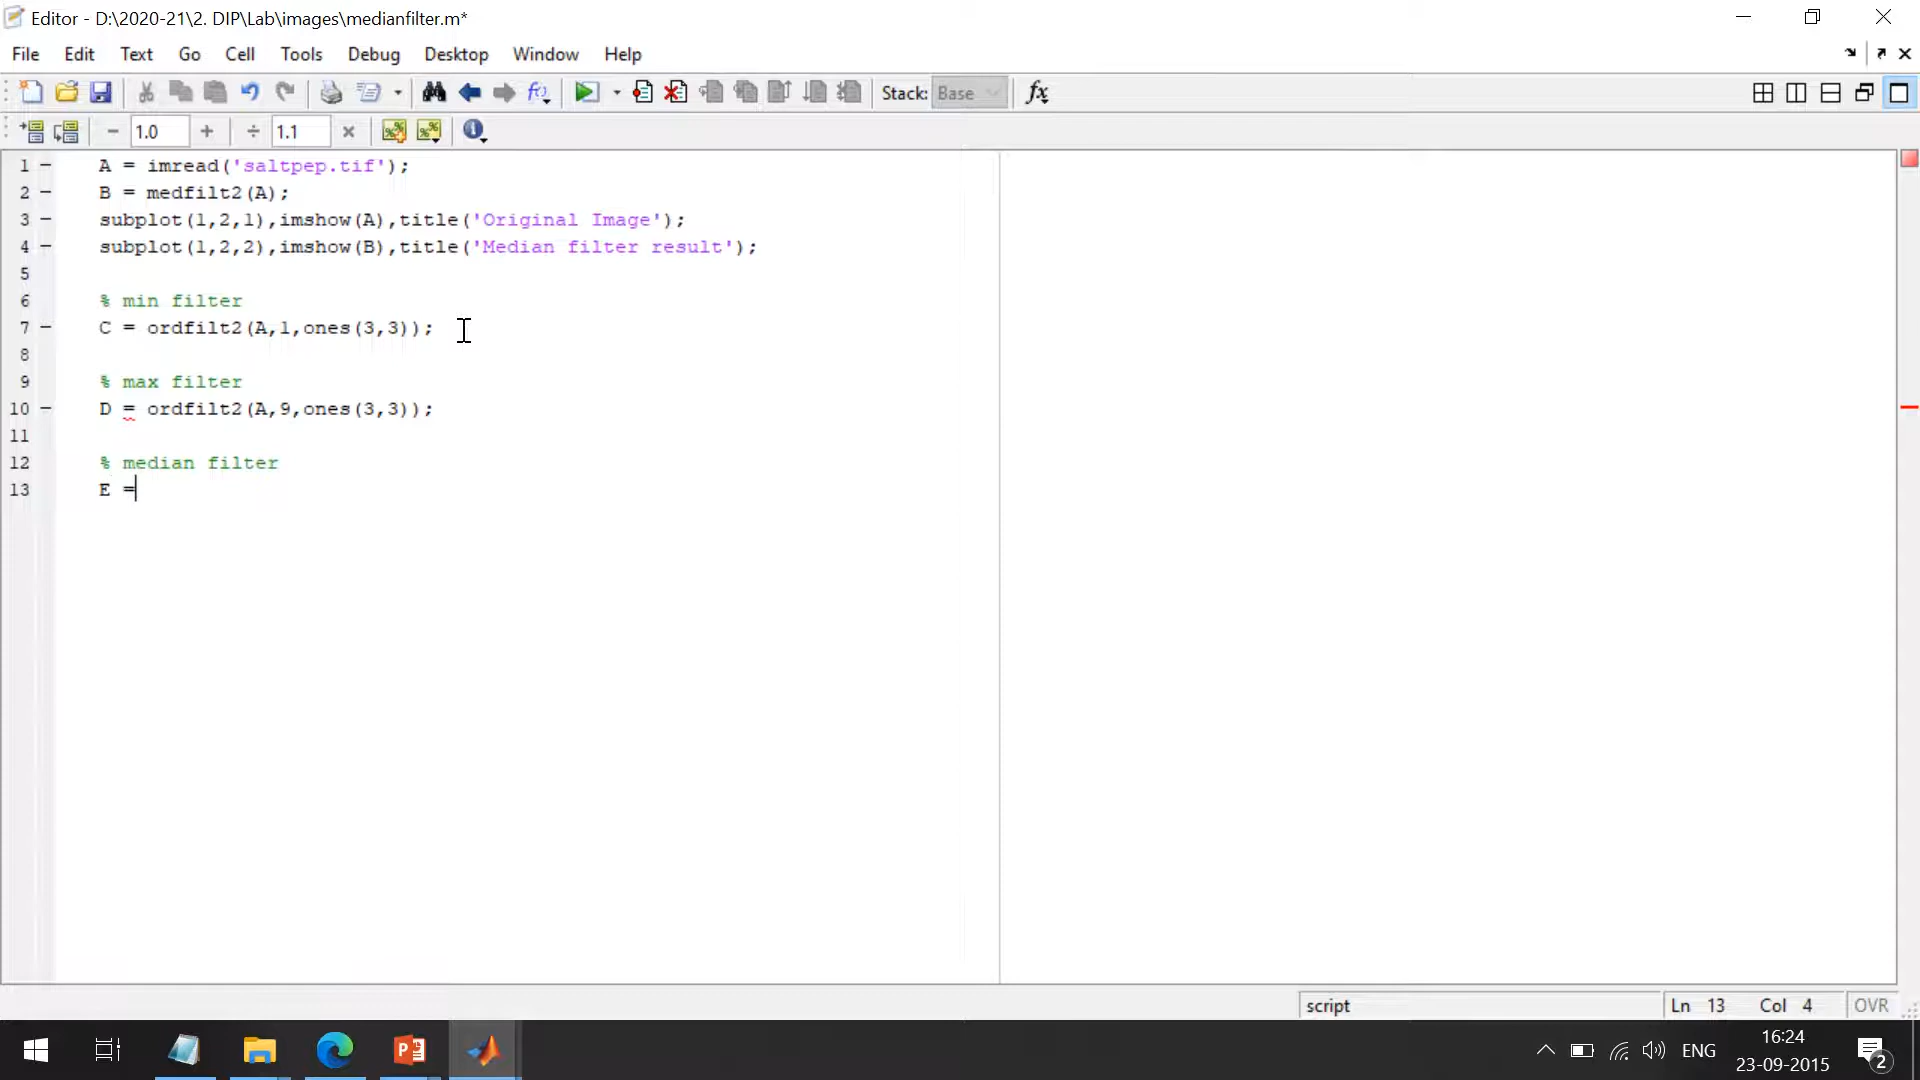 Editor - D:\2020-21\2. DIP\Lab\images\medianfilter.m*
File Edit Text Go Cell Tools Debug Desktop Window Help
Stack: Base fx
1.0 1.1
1 A = imread('saltpep.tif');
2 B = medfilt2(A);
3 subplot(1,2,1),imshow(A),title('Original Image');
4 subplot(1,2,2),imshow(B),title('Median filter result');
5
6 % min filter
7 C = ordfilt2(A,1,ones(3,3));
8
9 % max filter
10 D = ordfilt2(A,9,ones(3,3));
11
12 % median filter
13 E =
script Ln 13 Col 4 OVR
ENG 16:24
23-09-2015 2